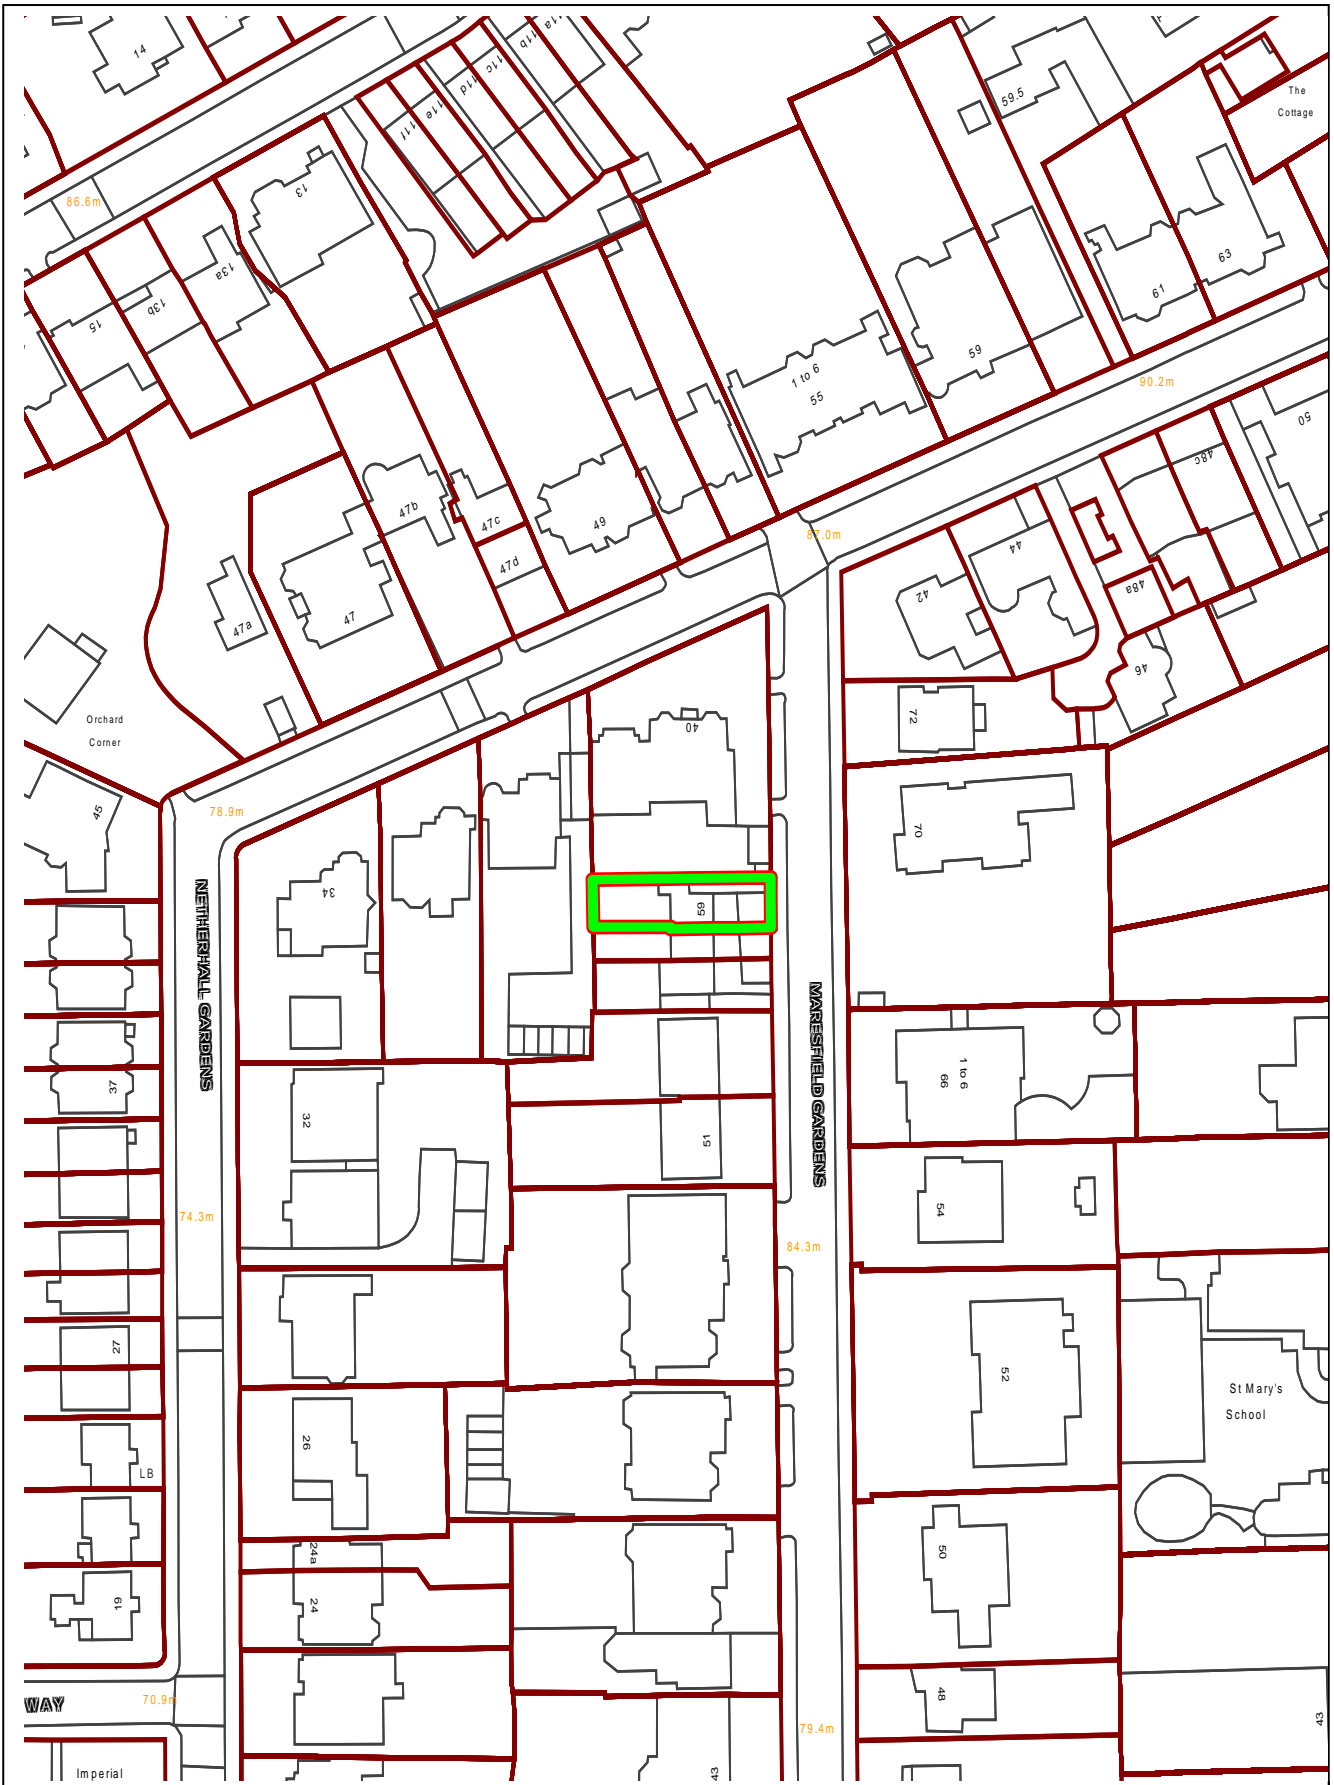 14
11a
11b
11c
11d
11e
11f
59.5
The
Cottage
86.6m
13
13a
13b
15
63
61
59
1 to 6
55
90.2m
50
48c
47b
47c
49
47d
87.0m
44
42
48a
47a
47
46
Orchard
Corner
72
40
45
78.9m
70
34
59
NETHERHALL GARDENS
MARESFIELD GARDENS
1 to 6
66
37
32
51
54
74.3m
84.3m
27
52
St Mary's
School
26
LB
24a
50
24
19
48
WAY
70.9m
79.4m
43
43
Imperial